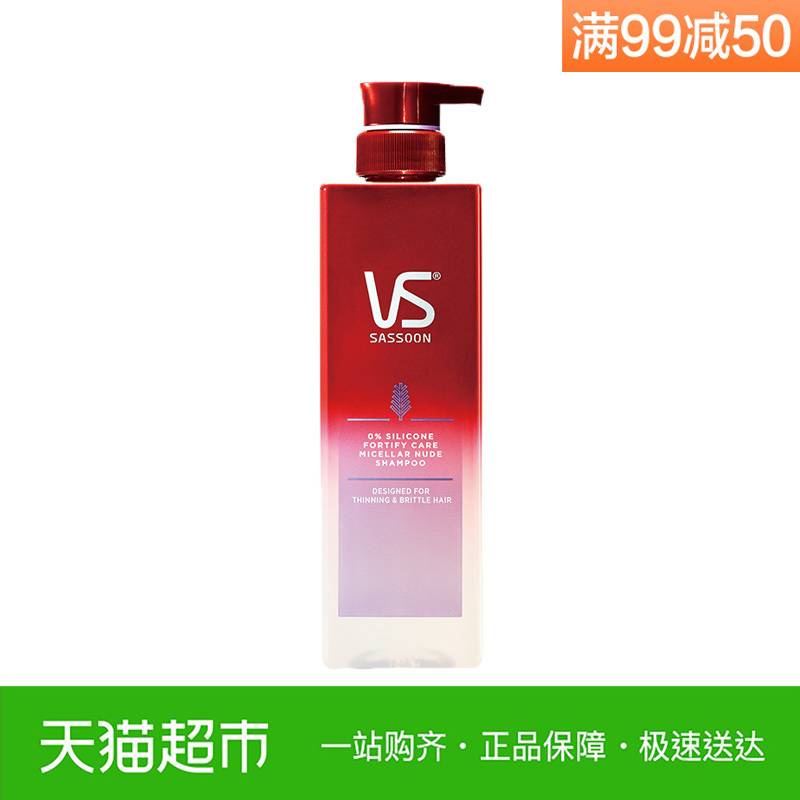 满99减50
VS®
SASSOON
0% SILICONE
FORTIFY CARE
MICELLAR NUDE
SHAMPOO
DESIGNED FOR
THINNING & BRITTLE HAIR
天猫超市 一站购齐·正品保障·极速送达